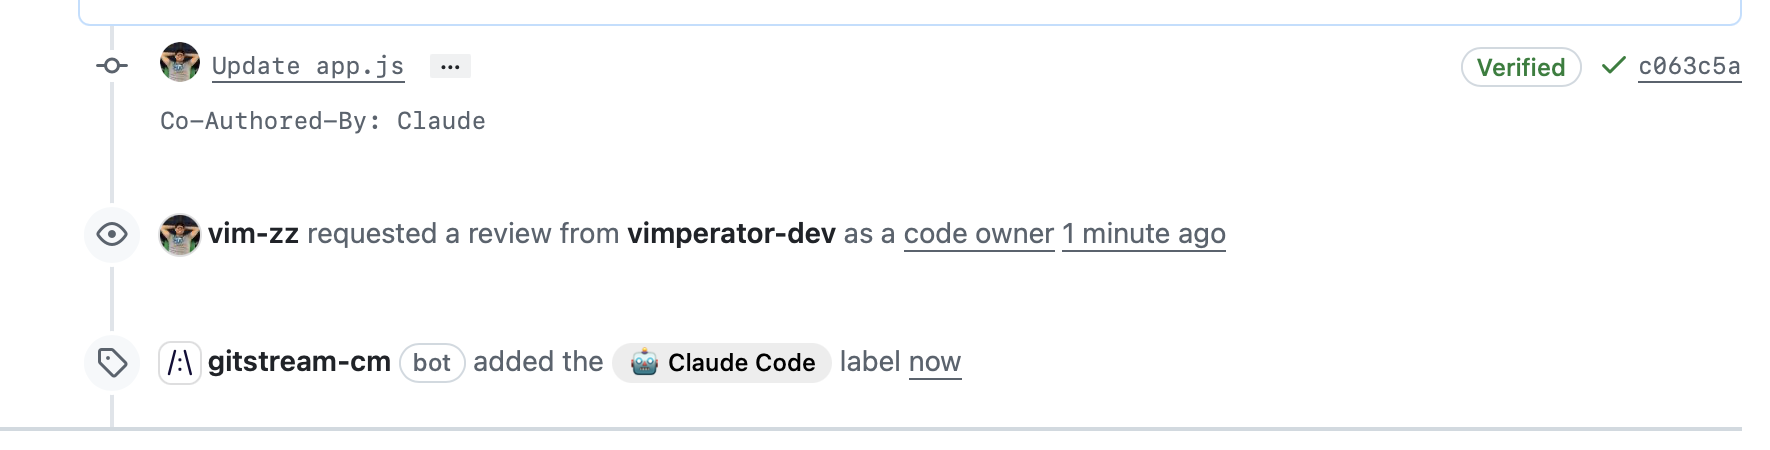 Update app.js ... Verified c063c5a
Co-Authored-By: Claude
vim-zz requested a review from vimperator-dev as a code owner 1 minute ago
/:\ gitstream-cm bot added the 🤖 Claude Code label now